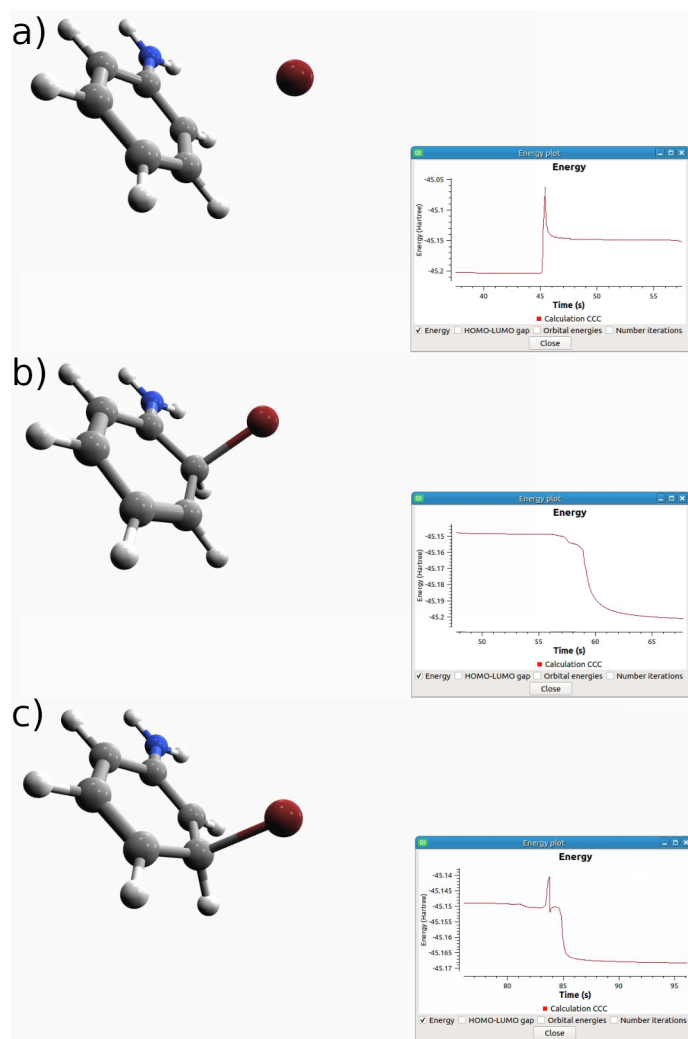 a)
Energy plot
Energy
-45.05
-45.1
-45.15
-45.2
Energy (Hartree)
40 45 50 55
Time (s)
Calculation CCC
Energy HOMO-LUMO gap Orbital energies Number iterations
Close
b)
Energy plot
Energy
-45.15
-45.16
-45.17
-45.18
-45.19
-45.2
Energy (Hartree)
50 55 60 65
Time (s)
Calculation CCC
Energy HOMO-LUMO gap Orbital energies Number iterations
Close
c)
Energy plot
Energy
-45.14
-45.145
-45.150
-45.155
-45.16
-45.165
-45.17
Energy (Hartree)
80 85 90 95
Time (s)
Calculation CCC
Energy HOMO-LUMO gap Orbital energies Number iterations
Close